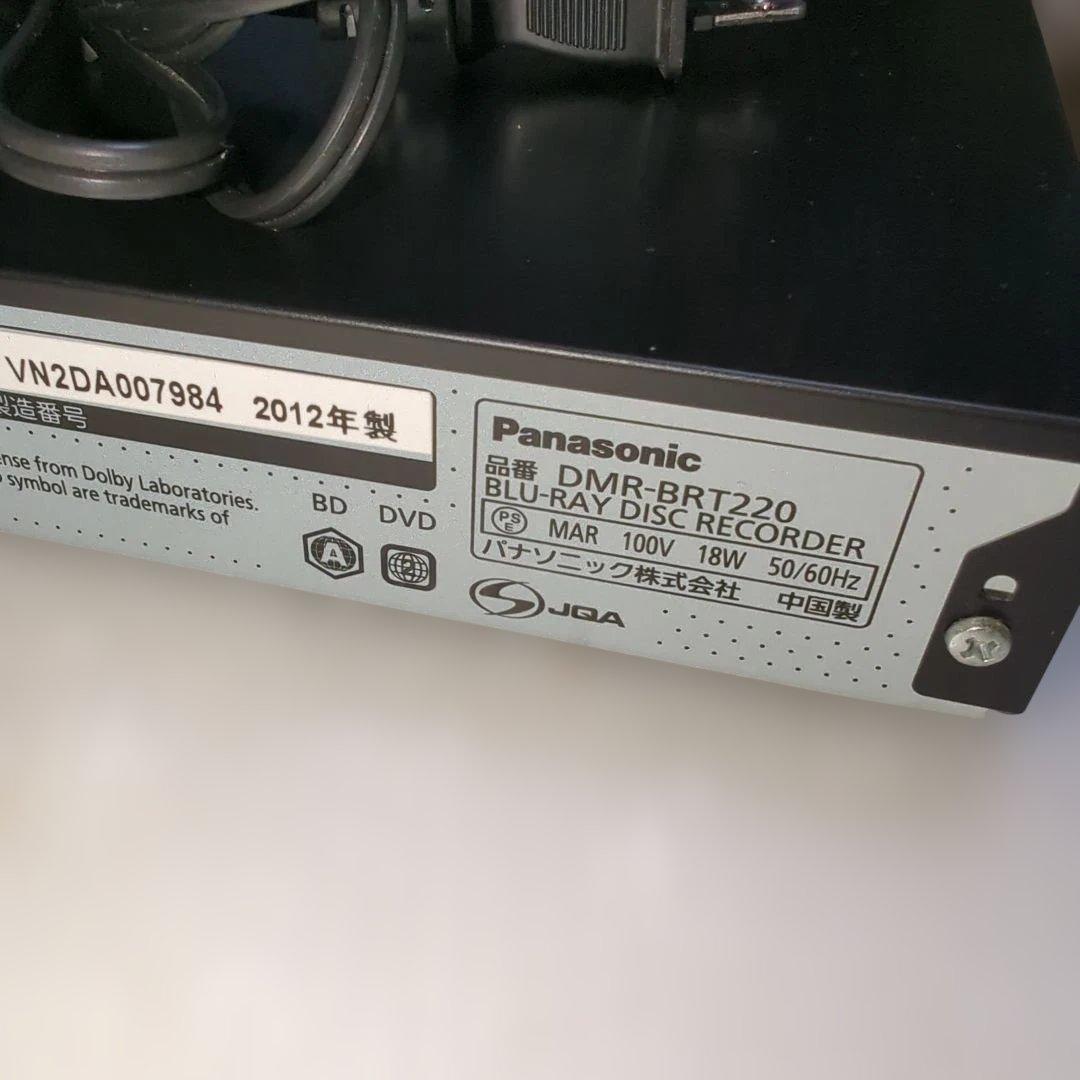 VN2DA007984 2012年製
製造番号
ense from Dolby Laboratories.
symbol are trademarks of
BD DVD
A 2
Panasonic
品番 DMR-BRT220
BLU-RAY DISC RECORDER
PS E MAR 100V 18W 50/60Hz
パナソニック株式会社 中国製
JQA